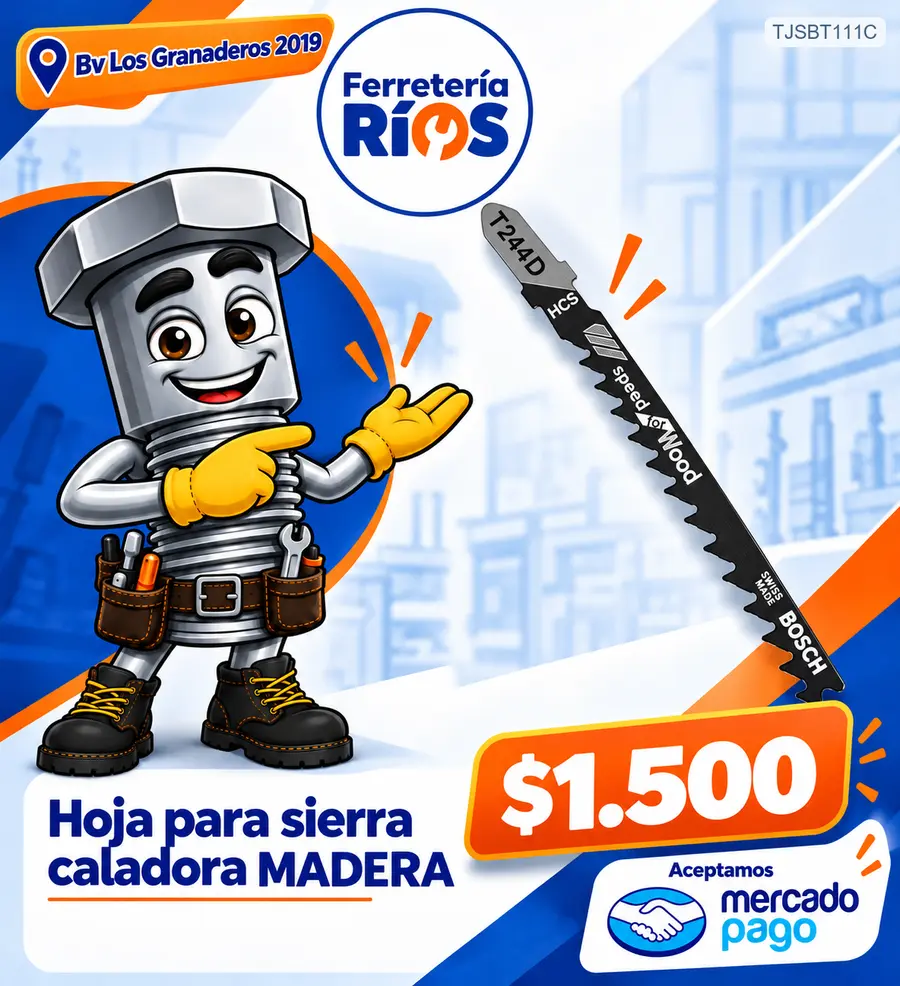 Bv Los Granaderos 2019
Ferretería
RÍOS
TJSBT111C
T244D
HCS
speed
for
Wood
SWISS
MADE
BOSCH
$1.500
Hoja para sierra
caladora MADERA
Aceptamos
mercado
pago